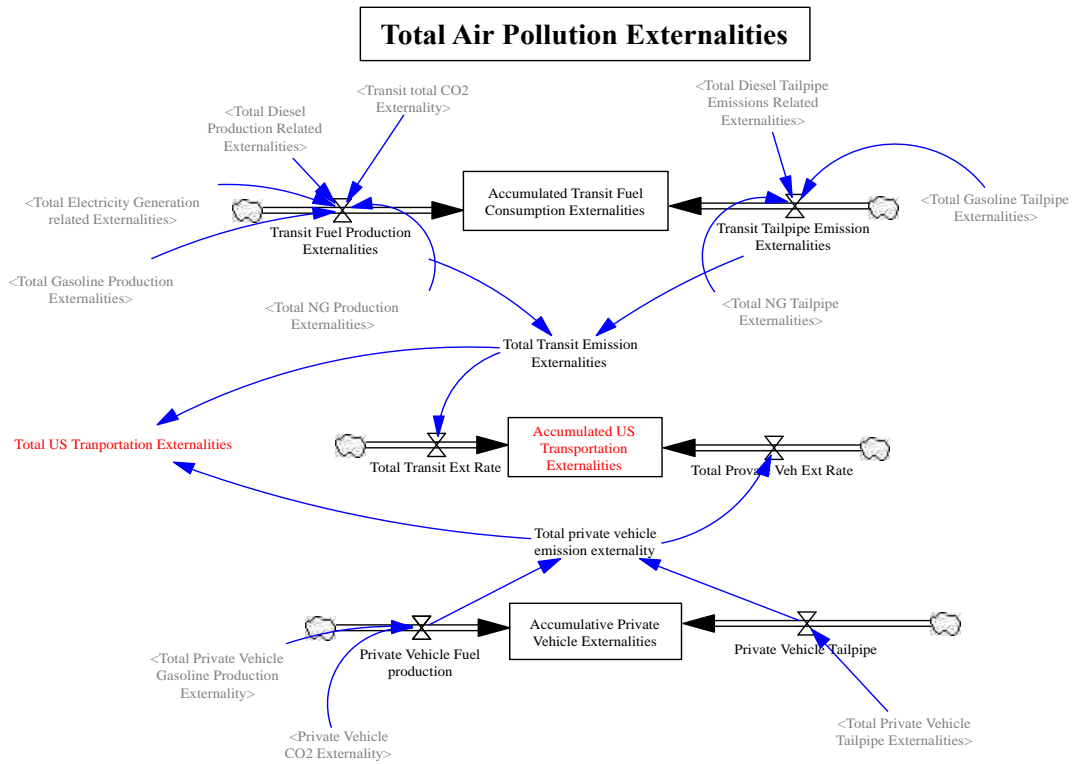 Total Air Pollution Externalities
<Transit total CO2
Externality>
<Total Diesel
Production Related
Externalities>
<Total Diesel Tailpipe
Emissions Related
Externalities>
<Total Electricity Generation
related Externalities>
Accumulated Transit Fuel
Consumption Externalities
<Total Gasoline Tailpipe
Externalities>
Transit Fuel Production
Externalities
Transit Tailpipe Emission
Externalities
<Total Gasoline Production
Externalities>
<Total NG Production
Externalities>
<Total NG Tailpipe
Externalities>
Total Transit Emission
Externalities
Total US Tranportation Externalities
Accumulated US
Transportation
Externalities
Total Transit Ext Rate
Total Provate Veh Ext Rate
Total private vehicle
emission externality
Accumulative Private
Vehicle Externalities
Private Vehicle Fuel
production
Private Vehicle Tailpipe
<Total Private Vehicle
Gasoline Production
Externality>
<Private Vehicle
CO2 Externality>
<Total Private Vehicle
Tailpipe Externalities>